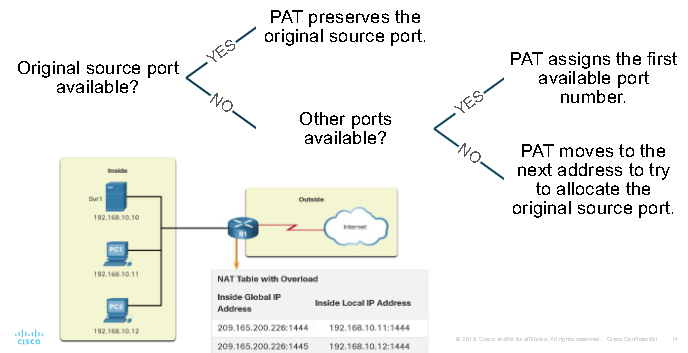 PAT preserves the
original source port.
YES
Original source port
available?
NO
PAT assigns the first
available port
number.
YES
Other ports
available?
NO
PAT moves to the
next address to try
to allocate the
original source port.
Inside
Svr1
192.168.10.10
PC1
192.168.10.11
PC2
192.168.10.12
R1
Outside
Internet
NAT Table with Overload
Inside Global IP
Address
Inside Local IP Address
209.165.200.226:1444 192.168.10.11:1444
209.165.200.226:1445 192.168.10.12:1444
CISCO
© 2019 Cisco and/or its affiliates. All rights reserved. Cisco Confidential 14